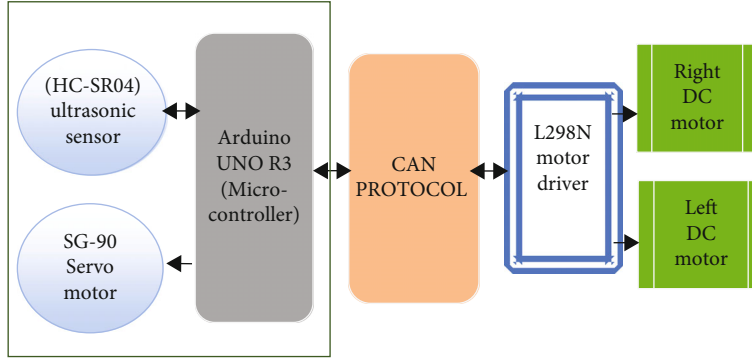 (HC-SR04)
ultrasonic
sensor
SG-90
Servo
motor
Arduino
UNO R3
(Micro-
controller)
CAN
PROTOCOL
L298N
motor
driver
Right
DC
motor
Left
DC
motor